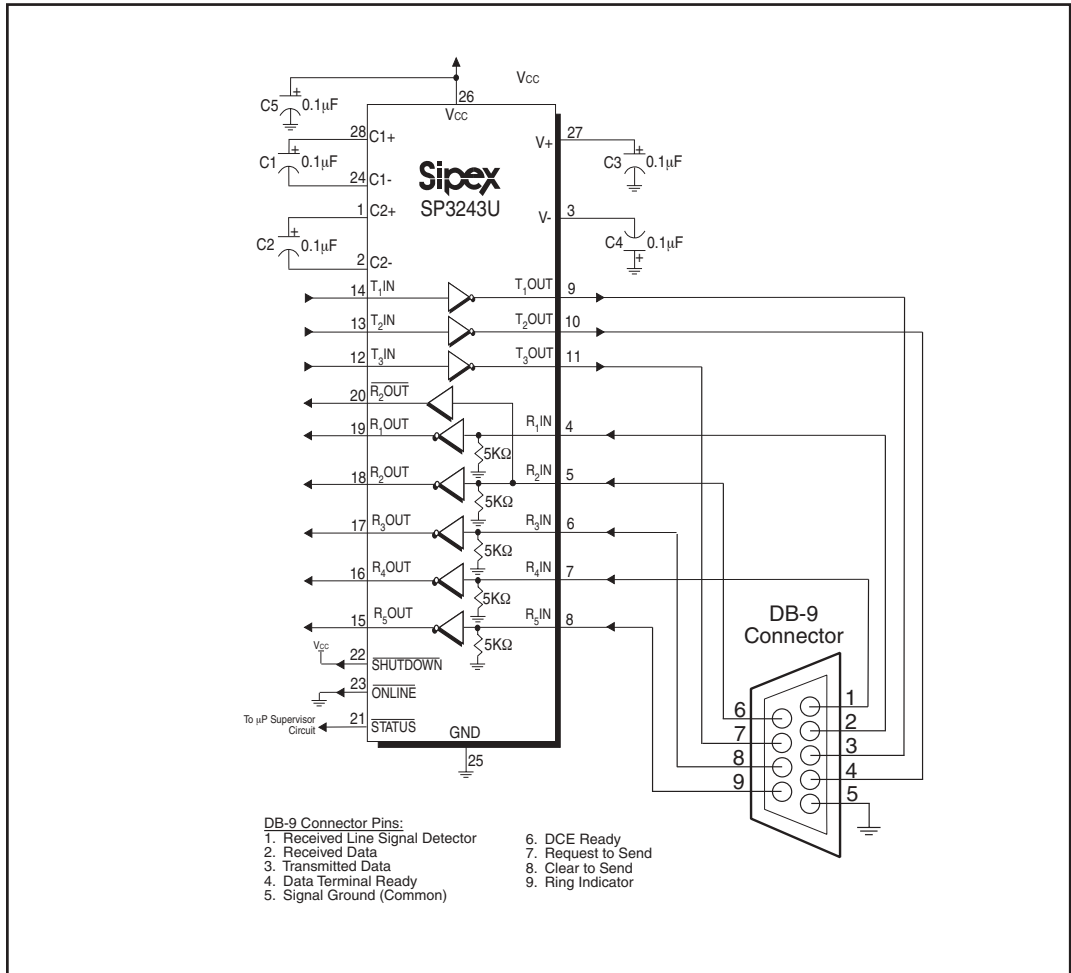 VCC
26
VCC
C5
+
0.1µF
28
C1+
C1
+
0.1µF
24
C1-
1
C2+
C2
+
0.1µF
2
C2-
Sipex
SP3243U
V+
27
C3
+
0.1µF
V-
3
C4
0.1µF
+
14
T1IN
T1OUT
9
13
T2IN
T2OUT
10
12
T3IN
T3OUT
11
20
R2OUT
19
R1OUT
R1IN
4
5KΩ
18
R2OUT
R2IN
5
5KΩ
17
R3OUT
R3IN
6
5KΩ
16
R4OUT
R4IN
7
5KΩ
15
R5OUT
R5IN
8
5KΩ
Vcc
22
SHUTDOWN
23
ONLINE
To µP Supervisor
Circuit
21
STATUS
GND
25
DB-9
Connector
6
7
8
9
1
2
3
4
5
DB-9 Connector Pins:
1. Received Line Signal Detector
2. Received Data
3. Transmitted Data
4. Data Terminal Ready
5. Signal Ground (Common)
6. DCE Ready
7. Request to Send
8. Clear to Send
9. Ring Indicator